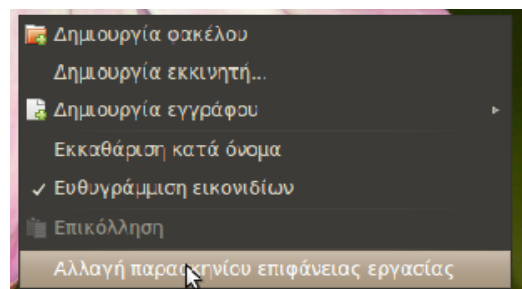 Δημιουργία φακέλου
Δημιουργία εκκινητή...
Δημιουργία εγγράφου
Εκκαθάριση κατά όνομα
Ευθυγράμμιση εικονιδίων
Επικόλληση
Αλλαγή παρασκηνίου επιφάνειας εργασίας